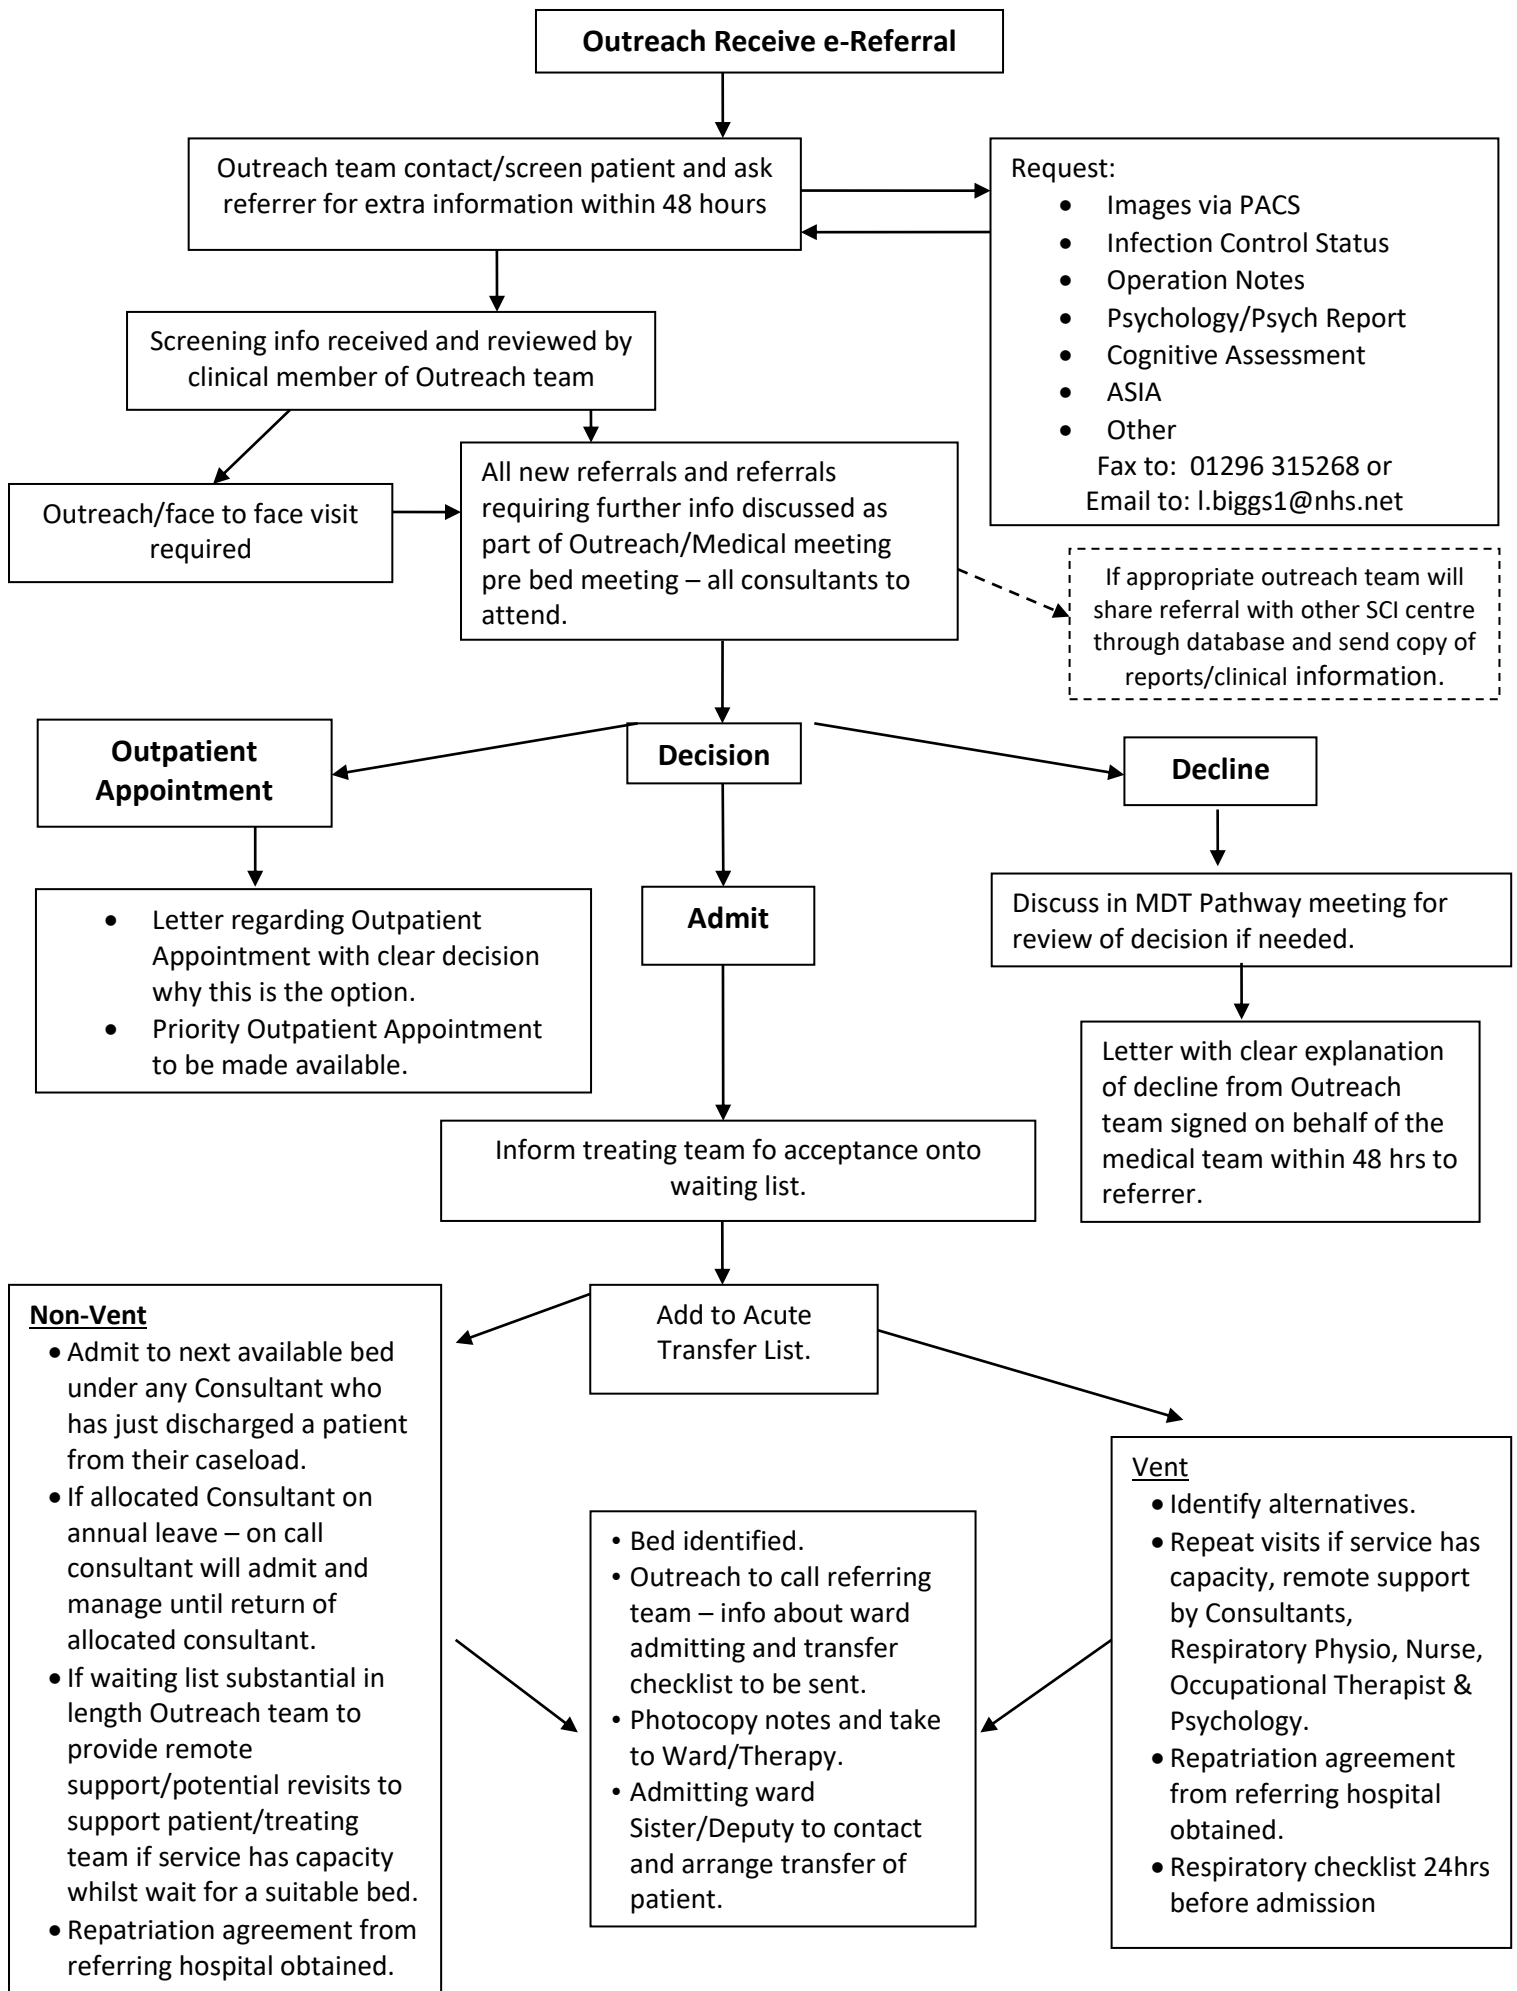 Outreach Receive e-Referral
Outreach team contact/screen patient and ask
referrer for extra information within 48 hours
Request:
• Images via PACS
• Infection Control Status
• Operation Notes
• Psychology/Psych Report
• Cognitive Assessment
• ASIA
• Other
Fax to: 01296 315268 or
Email to: l.biggs1@nhs.net
Screening info received and reviewed by
clinical member of Outreach team
Outreach/face to face visit
required
All new referrals and referrals
requiring further info discussed as
part of Outreach/Medical meeting
pre bed meeting – all consultants to
attend.
If appropriate outreach team will
share referral with other SCI centre
through database and send copy of
reports/clinical information.
Outpatient
Appointment
Decision
Decline
• Letter regarding Outpatient
Appointment with clear decision
why this is the option.
• Priority Outpatient Appointment
to be made available.
Admit
Discuss in MDT Pathway meeting for
review of decision if needed.
Letter with clear explanation
of decline from Outreach
team signed on behalf of the
medical team within 48 hrs to
referrer.
Inform treating team fo acceptance onto
waiting list.
Add to Acute
Transfer List.
Non-Vent
• Admit to next available bed
under any Consultant who
has just discharged a patient
from their caseload.
• If allocated Consultant on
annual leave – on call
consultant will admit and
manage until return of
allocated consultant.
• If waiting list substantial in
length Outreach team to
provide remote
support/potential revisits to
support patient/treating
team if service has capacity
whilst wait for a suitable bed.
• Repatriation agreement from
referring hospital obtained.
• Bed identified.
• Outreach to call referring
team – info about ward
admitting and transfer
checklist to be sent.
• Photocopy notes and take
to Ward/Therapy.
• Admitting ward
Sister/Deputy to contact
and arrange transfer of
patient.
Vent
• Identify alternatives.
• Repeat visits if service has
capacity, remote support
by Consultants,
Respiratory Physio, Nurse,
Occupational Therapist &
Psychology.
• Repatriation agreement
from referring hospital
obtained.
• Respiratory checklist 24hrs
before admission